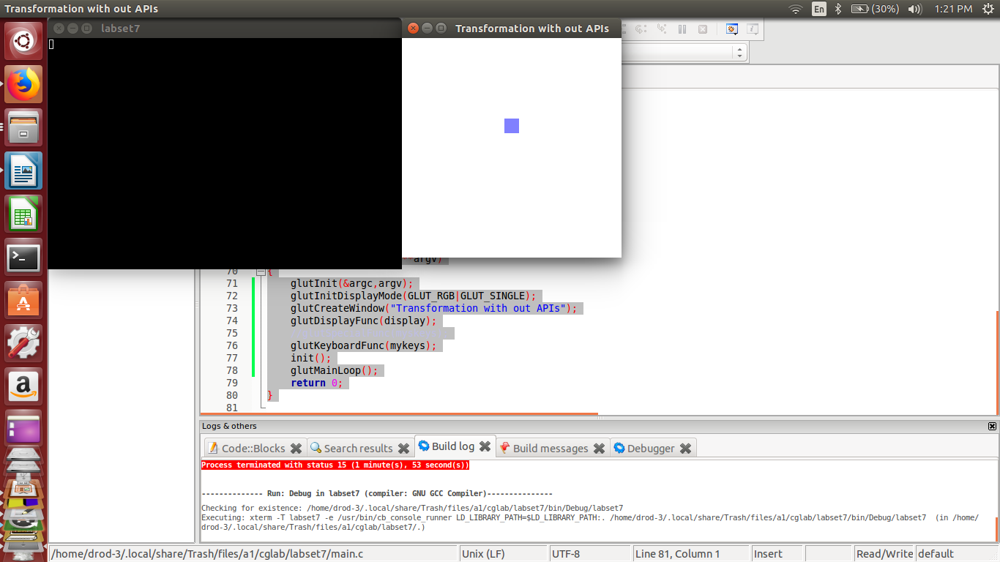 Transformation with out APIs
En
(30%)
1:21 PM
labset7
Transformation with out APIs
**argv)
70 {
71 glutInit(&argc,argv);
72 glutInitDisplayMode(GLUT_RGB|GLUT_SINGLE);
73 glutCreateWindow("Transformation with out APIs");
74 glutDisplayFunc(display);
75
76 glutKeyboardFunc(mykeys);
77 init();
78 glutMainLoop();
79 return 0;
80 }
81
Logs & others
Code::Blocks
Search results
Build log
Build messages
Debugger
Process terminated with status 15 (1 minute(s), 53 second(s))
-------------- Run: Debug in labset7 (compiler: GNU GCC Compiler)---------------
Checking for existence: /home/drod-3/.local/share/Trash/files/a1/cglab/labset7/bin/Debug/labset7
Executing: xterm -T labset7 -e /usr/bin/cb_console_runner LD_LIBRARY_PATH=$LD_LIBRARY_PATH:. /home/drod-3/.local/share/Trash/files/a1/cglab/labset7/bin/Debug/labset7 (in /home/
drod-3/.local/share/Trash/files/a1/cglab/labset7/.)
/home/drod-3/.local/share/Trash/files/a1/cglab/labset7/main.c
Unix (LF)
UTF-8
Line 81, Column 1
Insert
Read/Write
default